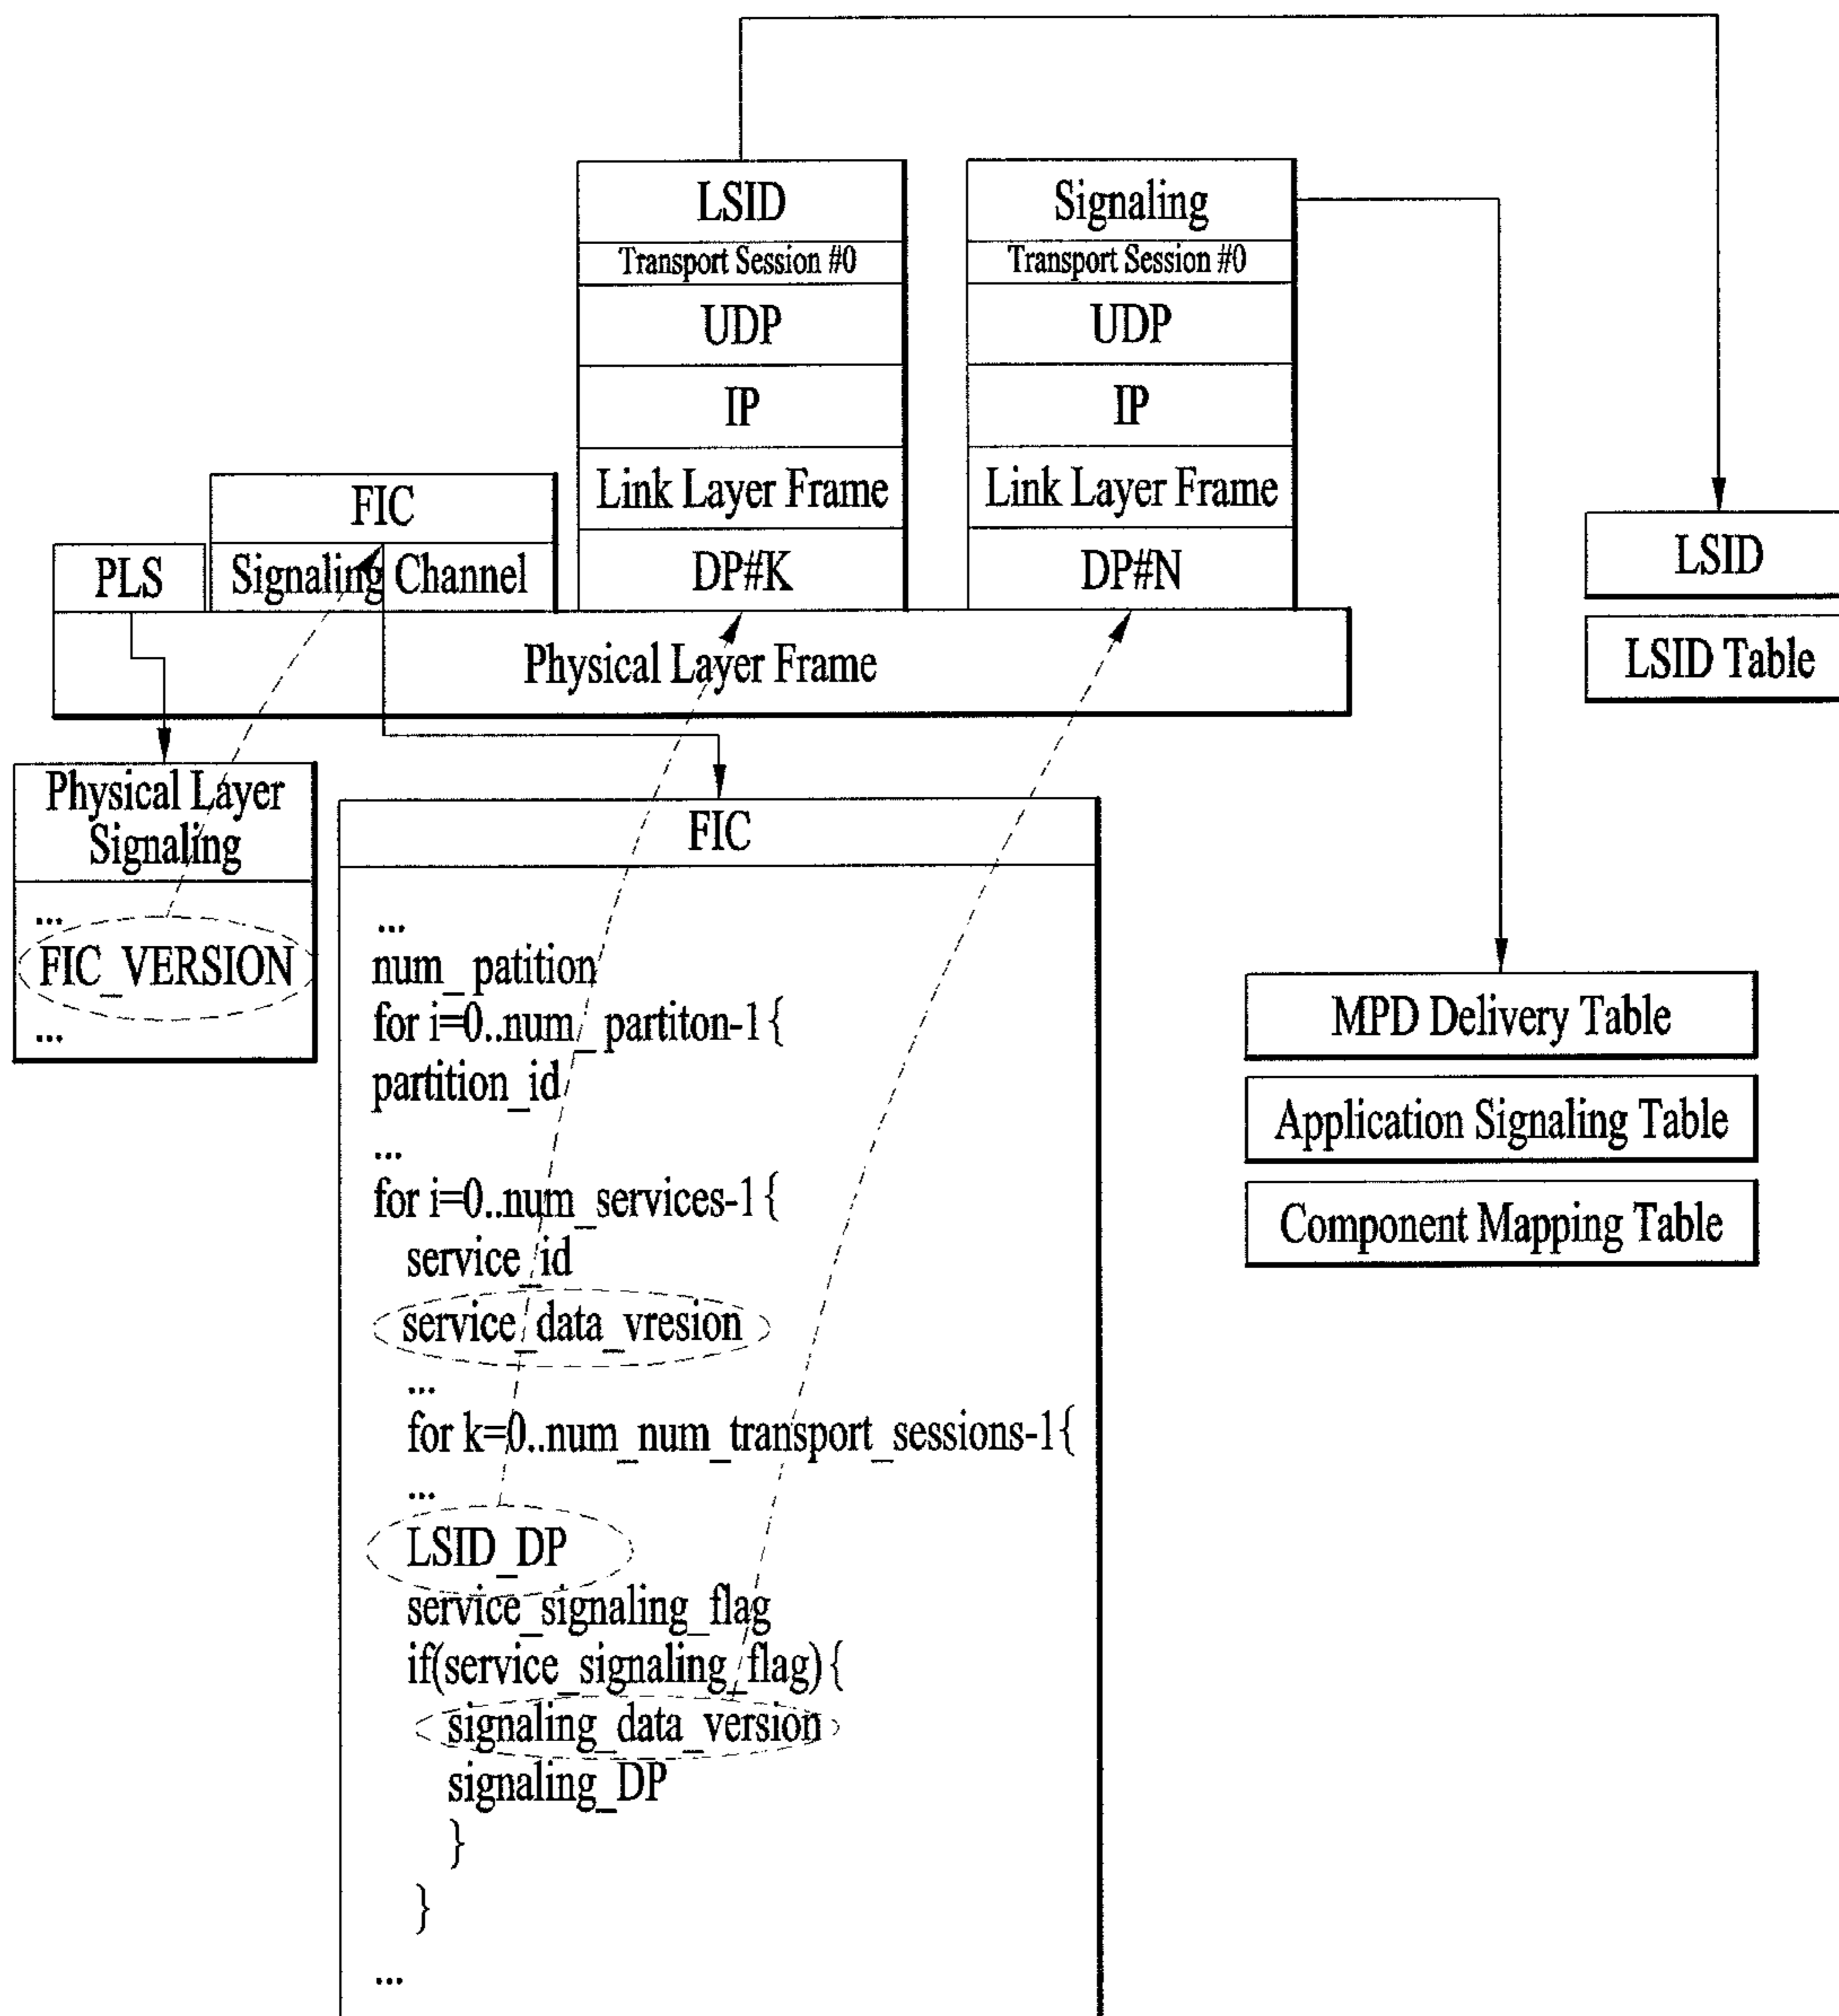 LSID
Transport Session #0
UDP
IP
Link Layer Frame
DP#K
Signaling
Transport Session #0
UDP
IP
Link Layer Frame
DP#N
FIC
Signaling Channel
PLS
Physical Layer Frame
LSID
LSID Table
Physical Layer
Signaling
...
FIC_VERSION
...
FIC
...
num_patition
for i=0..num_partiton-1{
partition_id
...
for i=0..num_services-1{
service_id
service_data_vresion
...
for k=0..num_num_transport_sessions-1{
...
LSID_DP
service_signaling_flag
if(service_signaling_flag){
signaling_data_version
signaling_DP
}
}
...
MPD Delivery Table
Application Signaling Table
Component Mapping Table